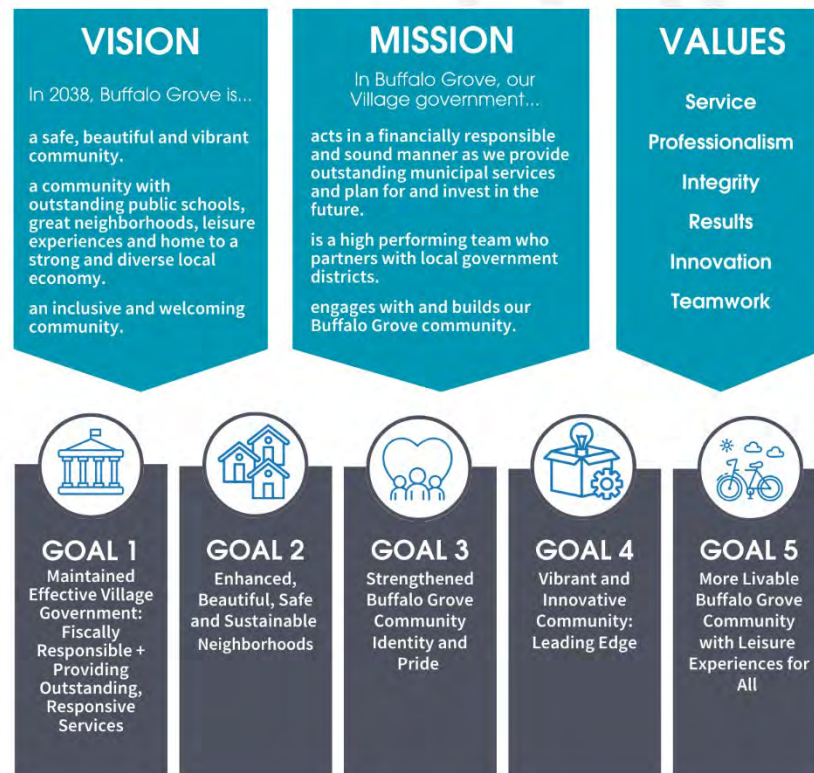 VISION
In 2038, Buffalo Grove is...
a safe, beautiful and vibrant
community.
a community with
outstanding public schools,
great neighborhoods, leisure
experiences and home to a
strong and diverse local
economy.
an inclusive and welcoming
community.
MISSION
In Buffalo Grove, our
Village government...
acts in a financially responsible
and sound manner as we provide
outstanding municipal services
and plan for and invest in the
future.
is a high performing team who
partners with local government
districts.
engages with and builds our
Buffalo Grove community.
VALUES
Service
Professionalism
Integrity
Results
Innovation
Teamwork
GOAL 1
Maintained
Effective Village
Government:
Fiscally
Responsible +
Providing
Outstanding,
Responsive
Services
GOAL 2
Enhanced,
Beautiful, Safe
and Sustainable
Neighborhoods
GOAL 3
Strengthened
Buffalo Grove
Community
Identity and
Pride
GOAL 4
Vibrant and
Innovative
Community:
Leading Edge
GOAL 5
More Livable
Buffalo Grove
Community
with Leisure
Experiences for
All